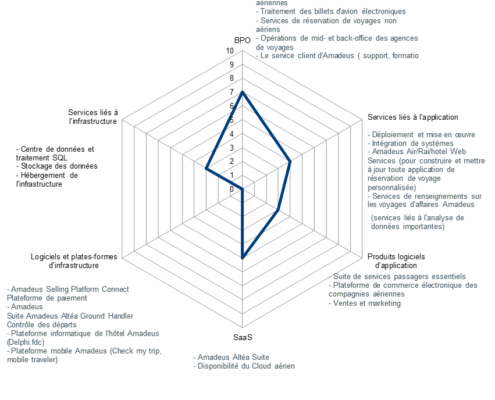 aériennes
- Traitement des billets d'avion électroniques
- Services de réservation de voyages non
aériens
- Opérations de mid- et back-office des agences
de voyages
- Le service client d'Amadeus ( support, formatio
BPO
10
9
8
7
6
5
4
3
2
1
0
Services liés à
l'infrastructure
- Centre de données et
traitement SQL
- Stockage des données
- Hébergement de
l'infrastructure
Services liés à l'application
- Déploiement et mise en œuvre
- Intégration de systèmes
- Amadeus Air/Rail/hotel Web
Services (pour construire et mettre
à jour toute application de
réservation de voyage
personnalisée)
- Services de renseignements sur
les voyages d'affaires Amadeus
(services liés à l'analyse de
données importantes)
Logiciels et plates-formes
d'infrastructure
- Amadeus Selling Platform Connect
Plateforme de paiement
- Amadeus
Suite Amadeus Altéa Ground Handler
Contrôle des départs
- Plateforme informatique de l'hôtel Amadeus
(Delphi.fdc)
- Plateforme mobile Amadeus (Check my trip,
mobile traveler)
Produits logiciels
d'application
- Suite de sevices passagers essentiels
- Plateforme de commerce électronique des
compagnies aériennes
- Ventes et marketing
SaaS
- Amadeus Altéa Suite
- Disponibilité du Cloud aérien